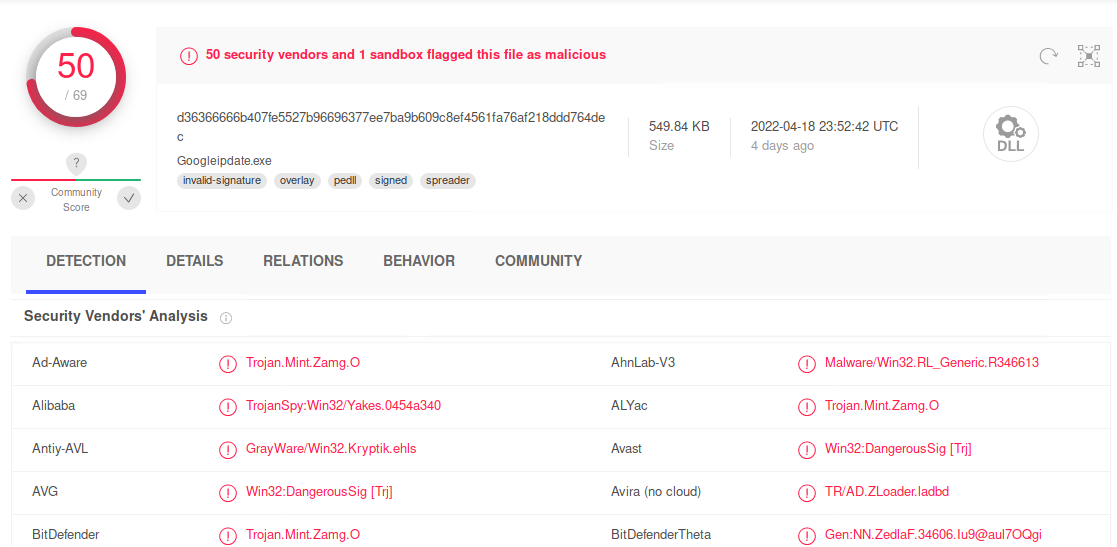 50
/ 69
?
Community
Score
50 security vendors and 1 sandbox flagged this file as malicious
d36366666b407fe5527b96696377ee7ba9b609c8ef4561fa76af218ddd764de
c
Googleipdate.exe
invalid-signature overlay pedll signed spreader
549.84 KB
Size
2022-04-18 23:52:42 UTC
4 days ago
DLL
DETECTION DETAILS RELATIONS BEHAVIOR COMMUNITY
Security Vendors' Analysis
Ad-Aware Trojan.Mint.Zamg.O AhnLab-V3 Malware/Win32.RL_Generic.R346613
Alibaba TrojanSpy:Win32/Yakes.0454a340 ALYac Trojan.Mint.Zamg.O
Antiy-AVL GrayWare/Win32.Kryptik.ehls Avast Win32:DangerousSig [Trj]
AVG Win32:DangerousSig [Trj] Avira (no cloud) TR/AD.ZLoader.ladbd
BitDefender Trojan.Mint.Zamg.O BitDefenderTheta Gen:NN.ZedlaF.34606.Iu9@aul7OQgi